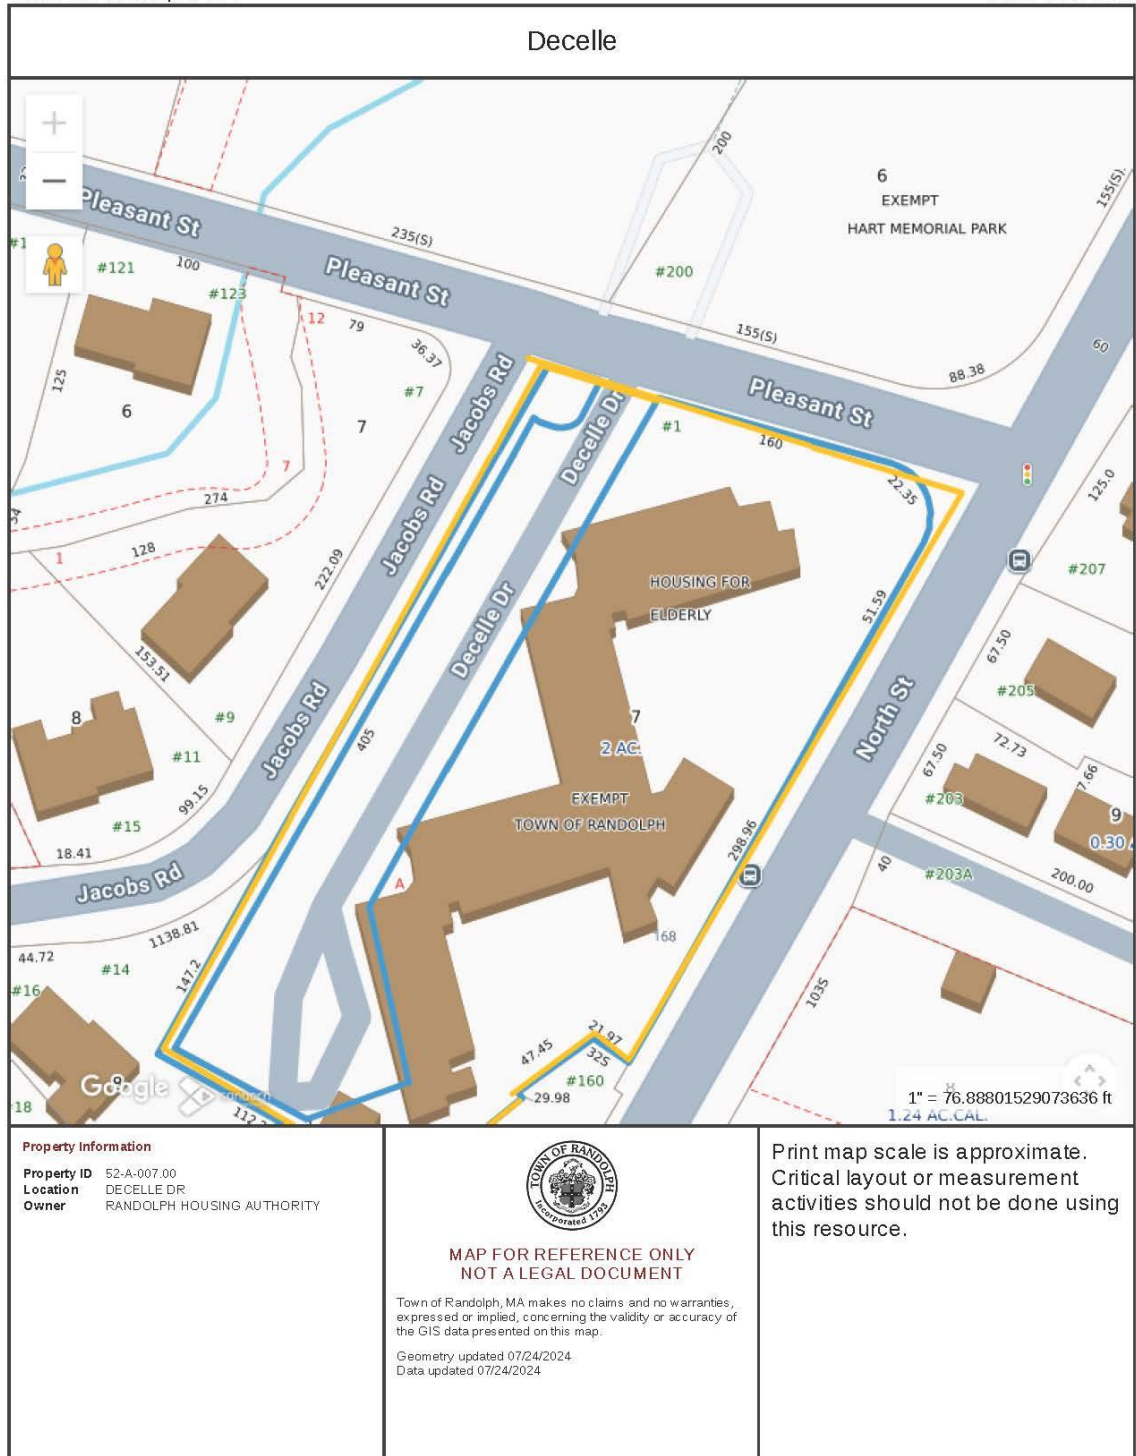 Decelle
+
−
Pleasant St
Pleasant St
Pleasant St
235(S)
200
6
EXEMPT
HART MEMORIAL PARK
155(S)
#200
155(S)
88.38
60
#121
100
#123
12
79
36.37
#7
125
6
7
7
274
1
128
222.09
153.51
Jacobs Rd
Jacobs Rd
Jacobs Rd
Jacobs Rd
Decelle Dr
Decelle Dr
#1
160
22.35
51.59
HOUSING FOR
ELDERLY
125.0
#207
67.50
#205
North St
72.73
67.50
7.66
#203
9
0.30
#203A
40
200.00
8
#9
#11
99.15
#15
18.41
405
7
2 AC.
EXEMPT
TOWN OF RANDOLPH
298.96
A
168
1138.81
44.72
#14
#16
147.2
103S
47.45
21.97
32S
#160
29.98
9
Google
18
112.
1" = 76.88801529073636 ft
1.24 AC.CAL.
Property Information
Property ID 52-A-007.00
Location DECELLE DR
Owner RANDOLPH HOUSING AUTHORITY
TOWN OF RANDOLPH
Incorporated 1793
MAP FOR REFERENCE ONLY
NOT A LEGAL DOCUMENT
Town of Randolph, MA makes no claims and no warranties,
expressed or implied, concerning the validity or accuracy of
the GIS data presented on this map.
Geometry updated 07/24/2024
Data updated 07/24/2024
Print map scale is approximate.
Critical layout or measurement
activities should not be done using
this resource.